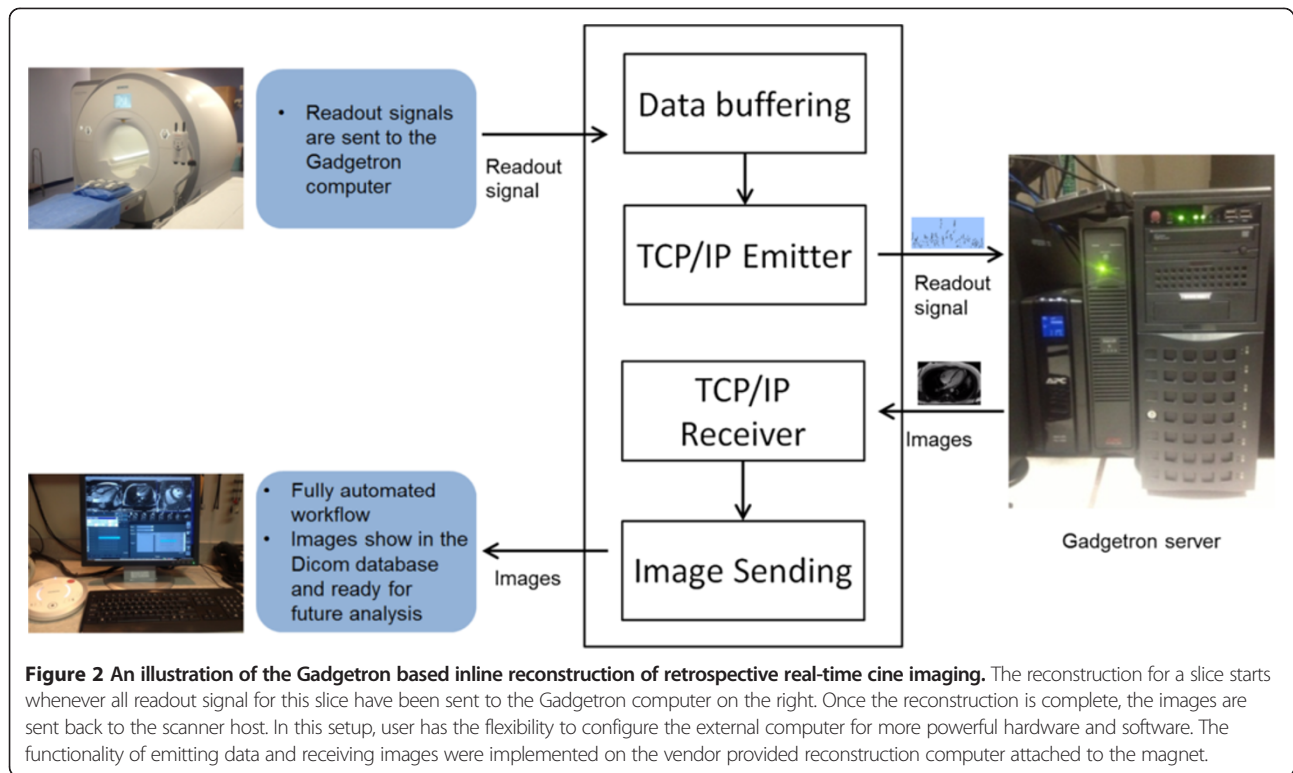 • Readout signals
are sent to the
Gadgetron
computer
Readout
signal
Data buffering
TCP/IP Emitter
Readout
signal
TCP/IP
Receiver
Images
Image Sending
Images
• Fully automated
workflow
• Images show in the
Dicom database
and ready for
future analysis
APC
Gadgetron server
Figure 2 An illustration of the Gadgetron based inline reconstruction of retrospective real-time cine imaging. The reconstruction for a slice starts
whenever all readout signal for this slice have been sent to the Gadgetron computer on the right. Once the reconstruction is complete, the images are
sent back to the scanner host. In this setup, user has the flexibility to configure the external computer for more powerful hardware and software. The
functionality of emitting data and receiving images were implemented on the vendor provided reconstruction computer attached to the magnet.